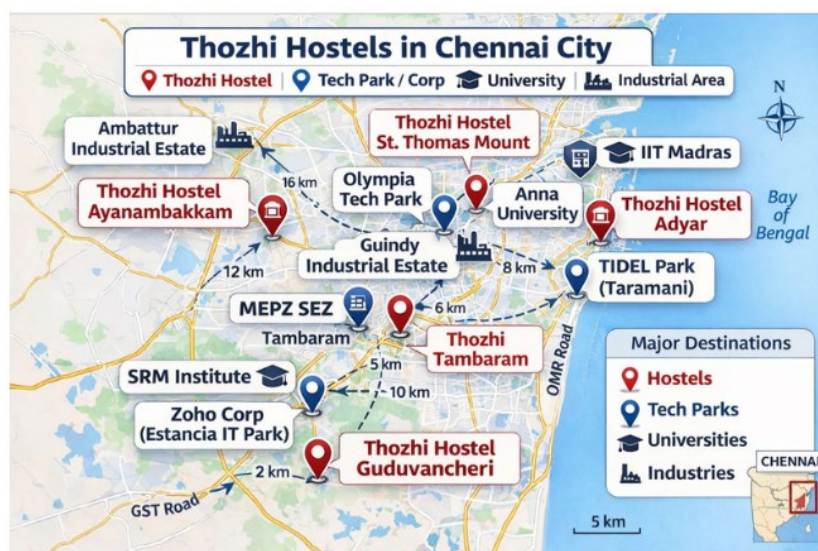 Thozhi Hostels in Chennai City
Thozhi Hostel | Tech Park / Corp University | Industrial Area
N
Ambattur
Industrial Estate
Thozhi Hostel
St. Thomas Mount
IIT Madras
16 km
Olympia
Tech Park
Anna
University
Thozhi Hostel
Ayanambakkam
Thozhi Hostel
Adyar
Bay
of
Bengal
Guindy
Industrial Estate
12 km
8 km
TIDEL Park
(Taramani)
MEPZ SEZ
Tambaram
6 km
Thozhi
Tambaram
OMR Road
Major Destinations
Hostels
Tech Parks
Universities
Industries
SRM Institute
5 km
10 km
Zoho Corp
(Estancia IT Park)
Thozhi Hostel
Guduvancheri
2 km
GST Road
CHENNAI
5 km